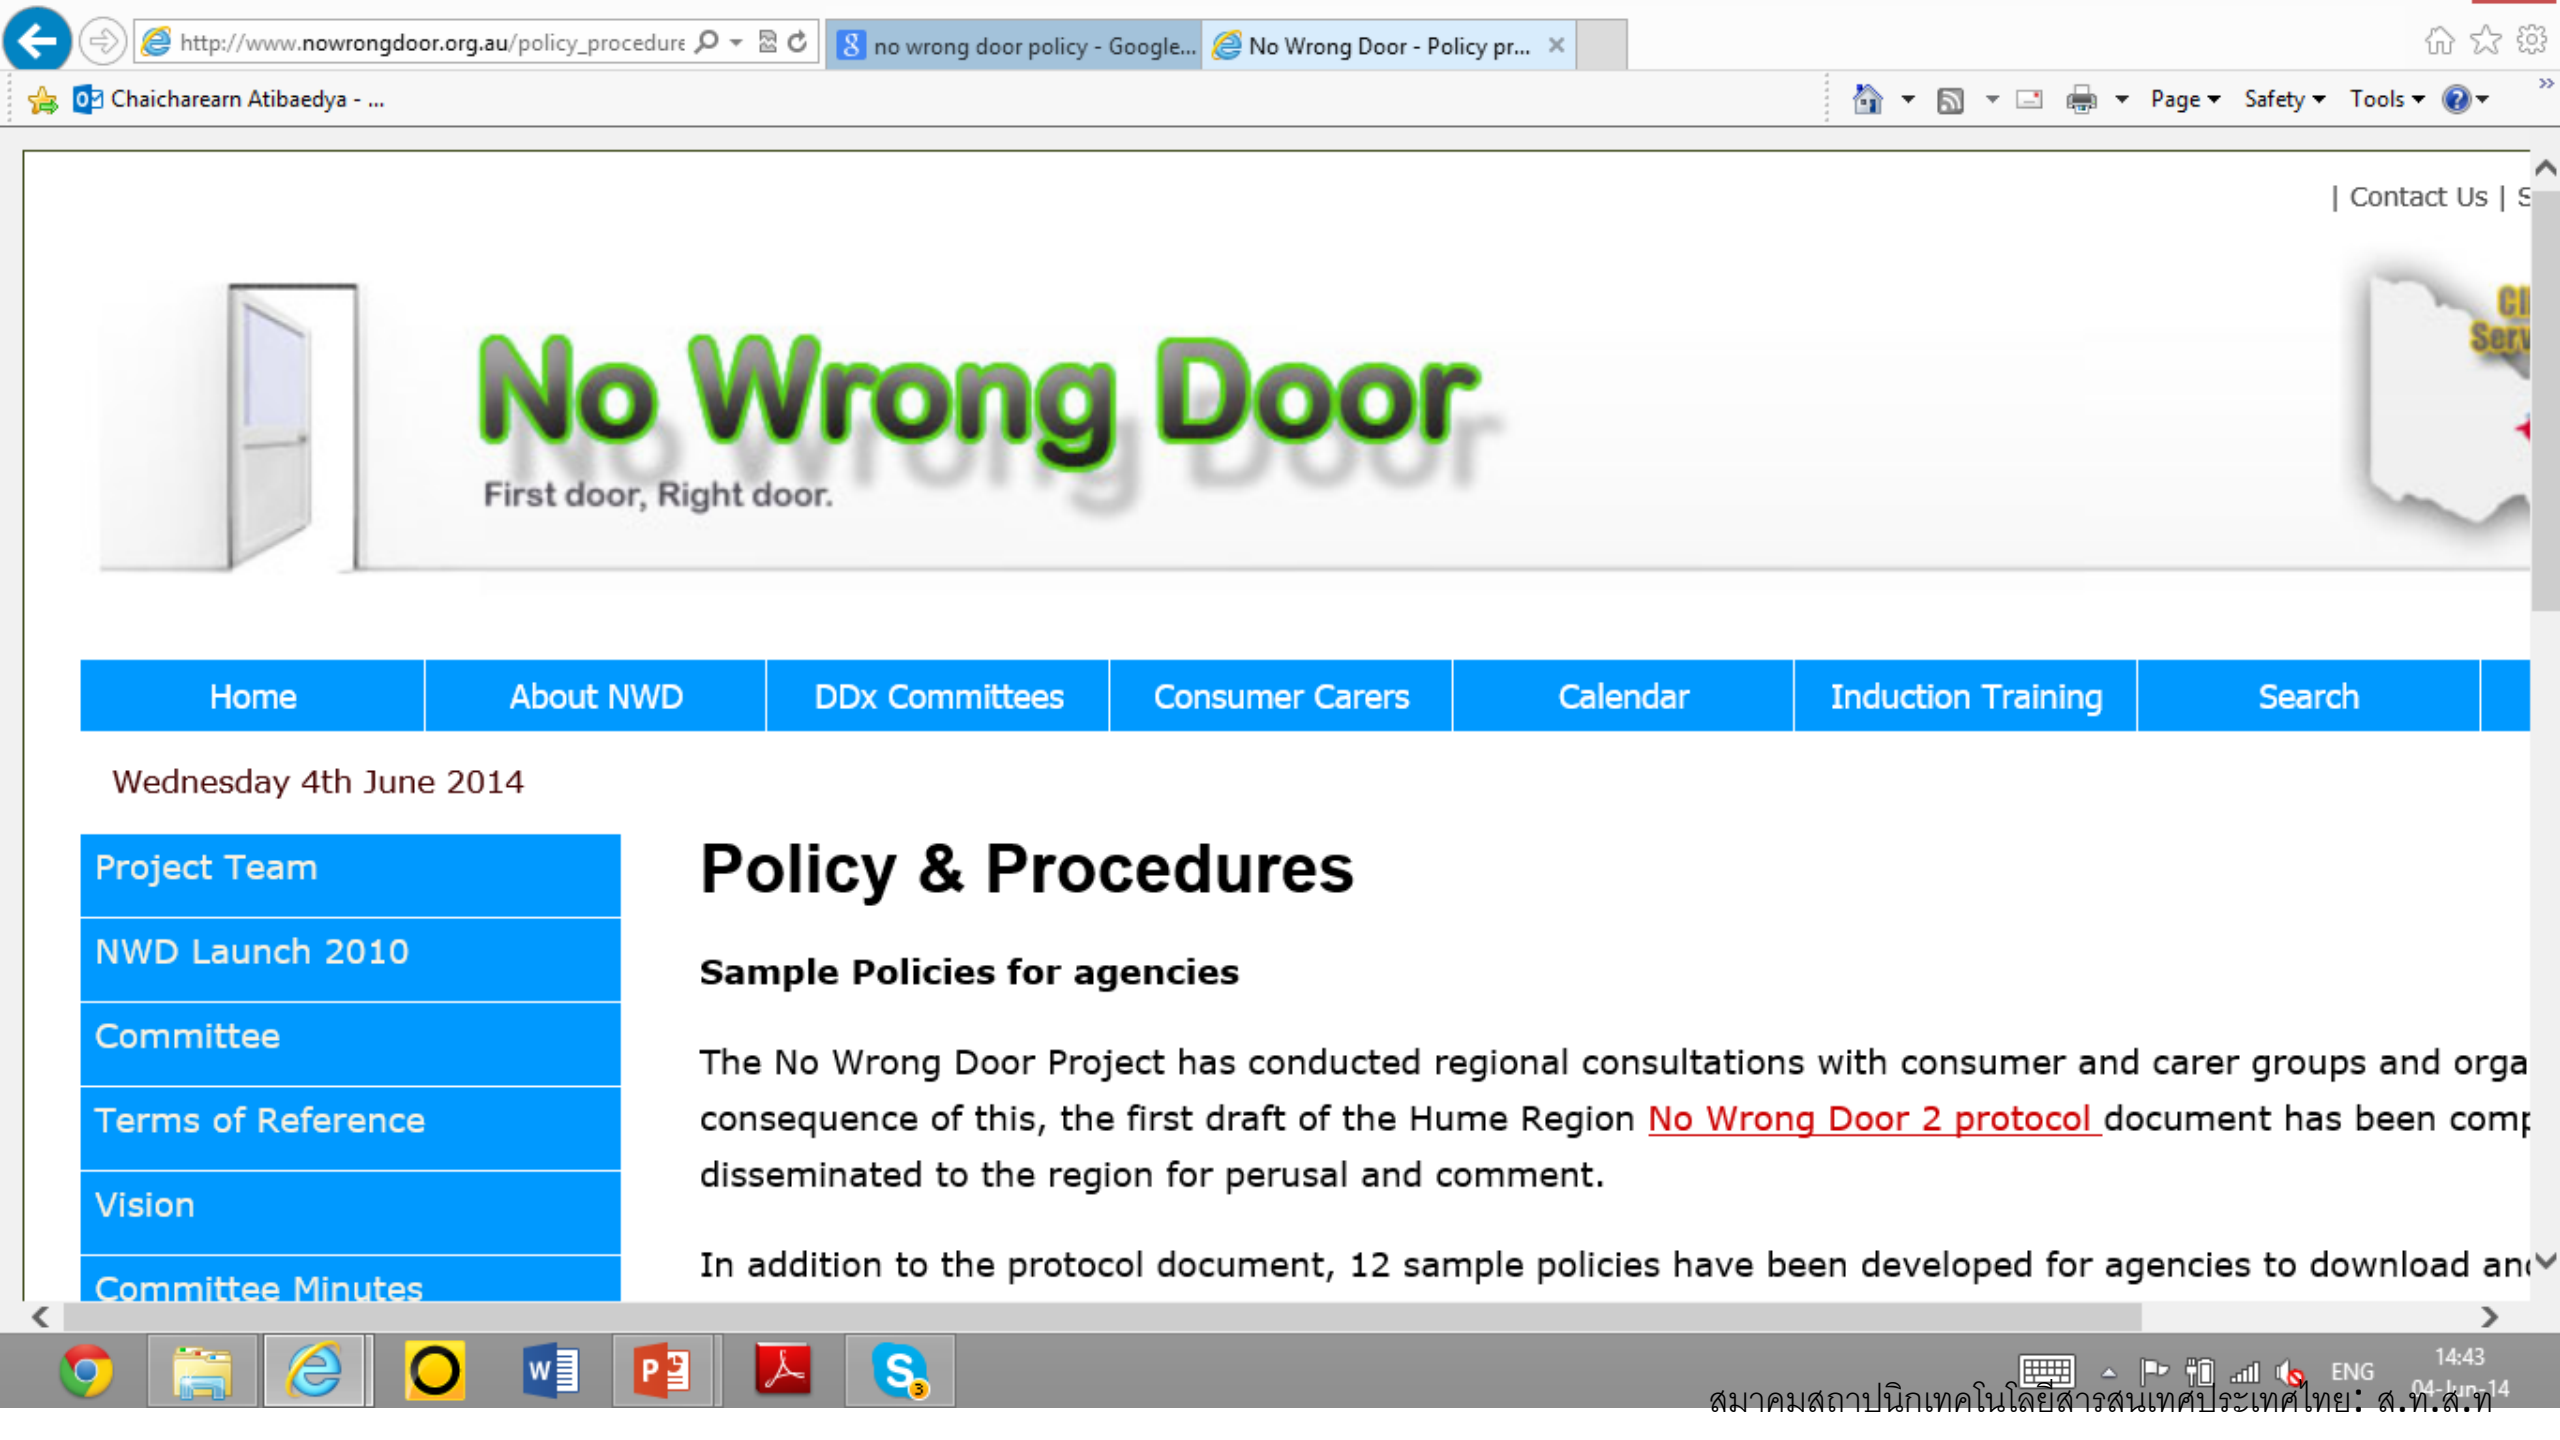 http://www.nowrongdoor.org.au/policy_procedure
no wrong door policy - Google...
No Wrong Door - Policy pr...
Chaicharearn Atibaedya - ...
Page
Safety
Tools
| Contact Us |
No Wrong Door
First door, Right door.
Home
About NWD
DDx Committees
Consumer Carers
Calendar
Induction Training
Search
Wednesday 4th June 2014
Project Team
NWD Launch 2010
Committee
Terms of Reference
Vision
Committee Minutes
Policy & Procedures
Sample Policies for agencies
The No Wrong Door Project has conducted regional consultations with consumer and carer groups and orga
consequence of this, the first draft of the Hume Region No Wrong Door 2 protocol document has been comp
disseminated to the region for perusal and comment.
In addition to the protocol document, 12 sample policies have been developed for agencies to download and
3
ENG
14:43
04-Jun-14
สมาคมสถาปนิกเทคโนโลยีสารสนเทศประเทศไทย: ส.ท.ส.ท